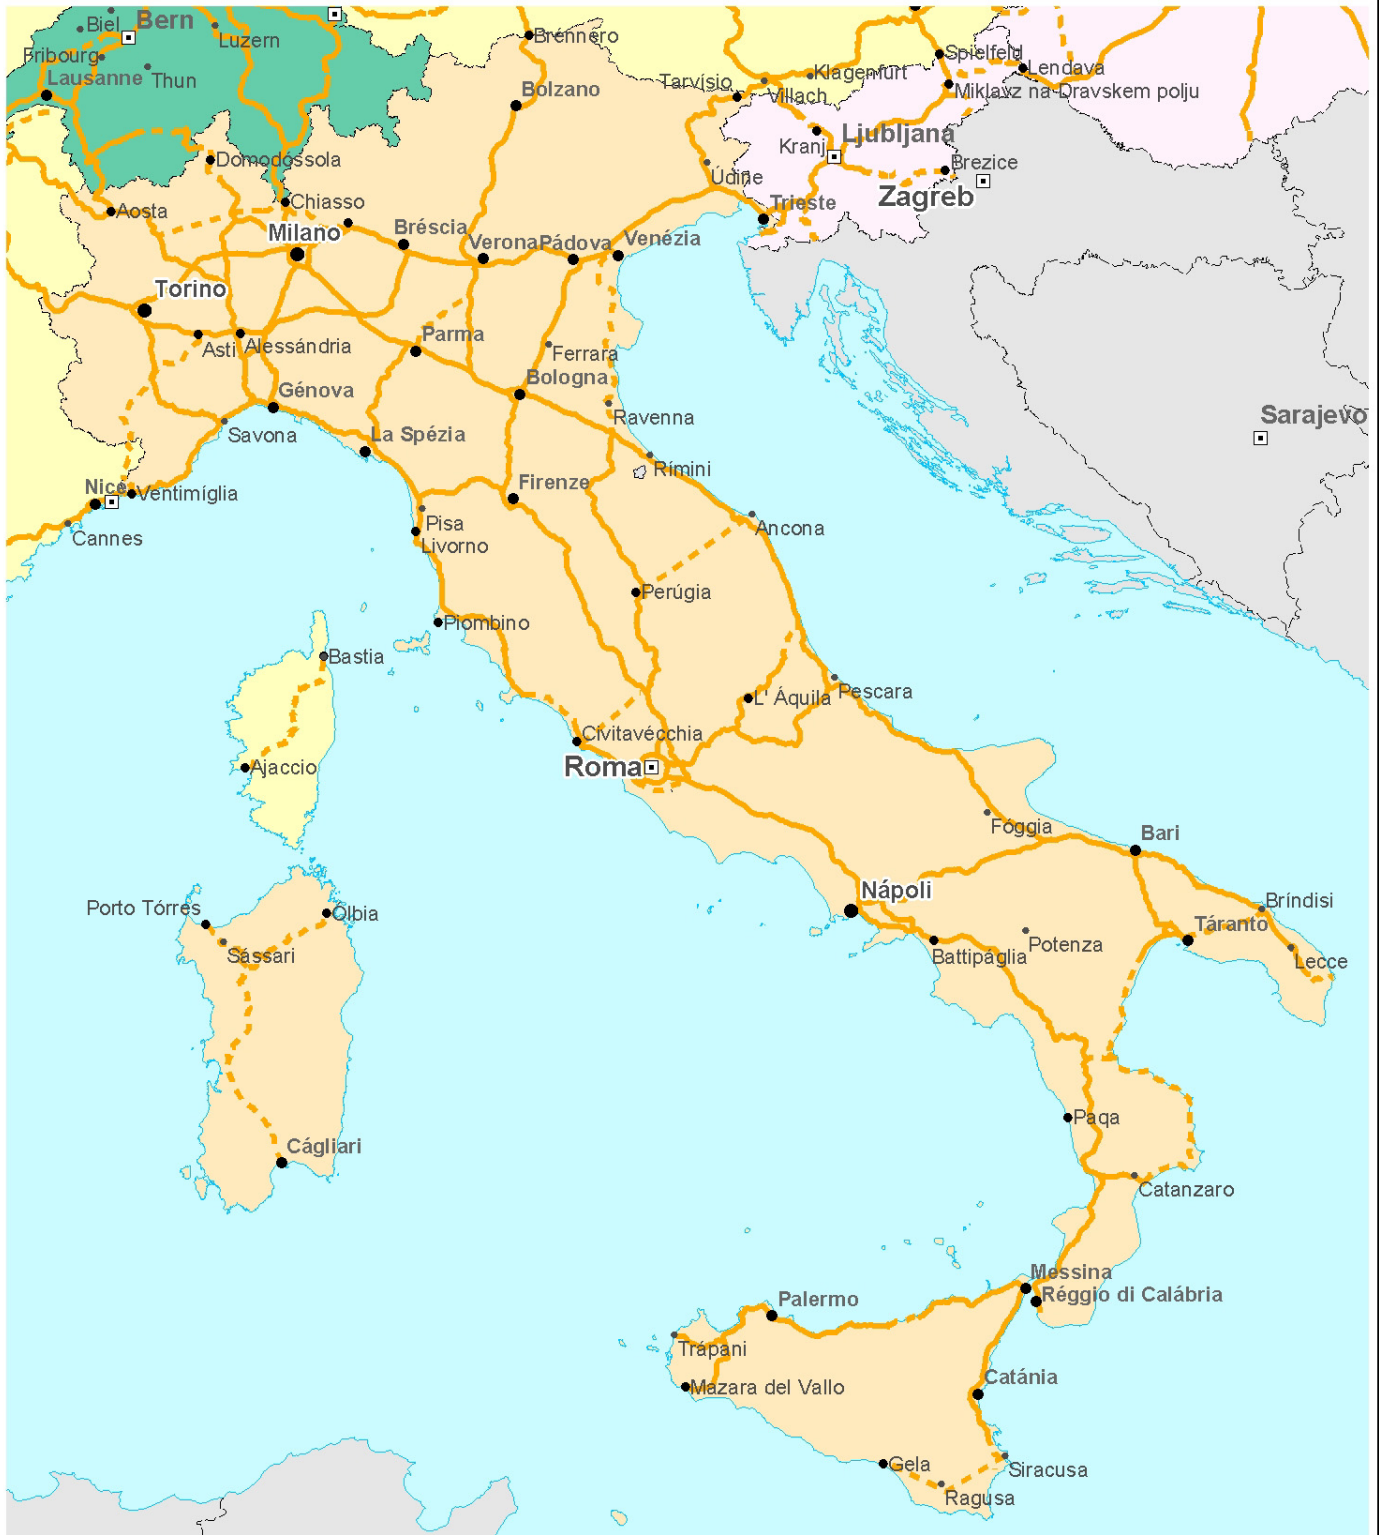 Biel
Bern
Luzern
Fribourg
Lausanne
Thun
Brennero
Bolzano
Tarvísio
Klagenfurt
Villach
Spielfeld
Lendava
Miklavz na Dravskem polju
Ljubljana
Kranj
Brezice
Zagreb
Domodóssola
Údine
Aosta
Chiasso
Trieste
Milano
Bréscia
Verona
Pádova
Venézia
Torino
Asti
Alessándria
Parma
Ferrara
Génova
Bologna
Savona
La Spézia
Ravenna
Sarajevo
Rímini
Nice
Ventimíglia
Firenze
Cannes
Pisa
Livorno
Ancona
Perúgia
Piombino
Bastia
L' Áquila
Pescara
Civitavécchia
Ajaccio
Roma
Fóggia
Bari
Nápoli
Porto Tórres
Ólbia
Bríndisi
Sássari
Potenza
Táranto
Battipáglia
Lecce
Paqa
Cágliari
Catanzaro
Messina
Réggio di Calábria
Palermo
Trápani
Mazara del Vallo
Catánia
Gela
Siracusa
Ragusa